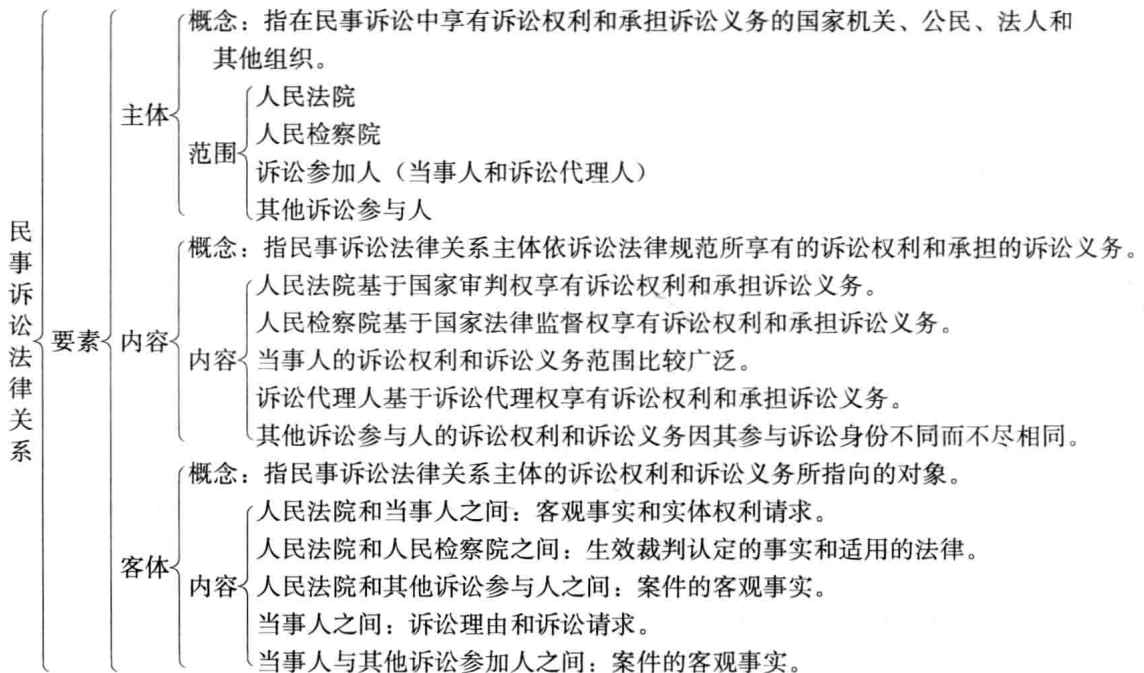 民事诉讼法律关系
要素
主体
概念：指在民事诉讼中享有诉讼权利和承担诉讼义务的国家机关、公民、法人和
其他组织。
范围
人民法院
人民检察院
诉讼参加人（当事人和诉讼代理人）
其他诉讼参与人
内容
概念：指民事诉讼法律关系主体依诉讼法律规范所享有的诉讼权利和承担的诉讼义务。
内容
人民法院基于国家审判权享有诉讼权利和承担诉讼义务。
人民检察院基于国家法律监督权享有诉讼权利和承担诉讼义务。
当事人的诉讼权利和诉讼义务范围比较广泛。
诉讼代理人基于诉讼代理权享有诉讼权利和承担诉讼义务。
其他诉讼参与人的诉讼权利和诉讼义务因其参与诉讼身份不同而不尽相同。
客体
概念：指民事诉讼法律关系主体的诉讼权利和诉讼义务所指向的对象。
内容
人民法院和当事人之间：客观事实和实体权利请求。
人民法院和人民检察院之间：生效裁判认定的事实和适用的法律。
人民法院和其他诉讼参与人之间：案件的客观事实。
当事人之间：诉讼理由和诉讼请求。
当事人与其他诉讼参加人之间：案件的客观事实。